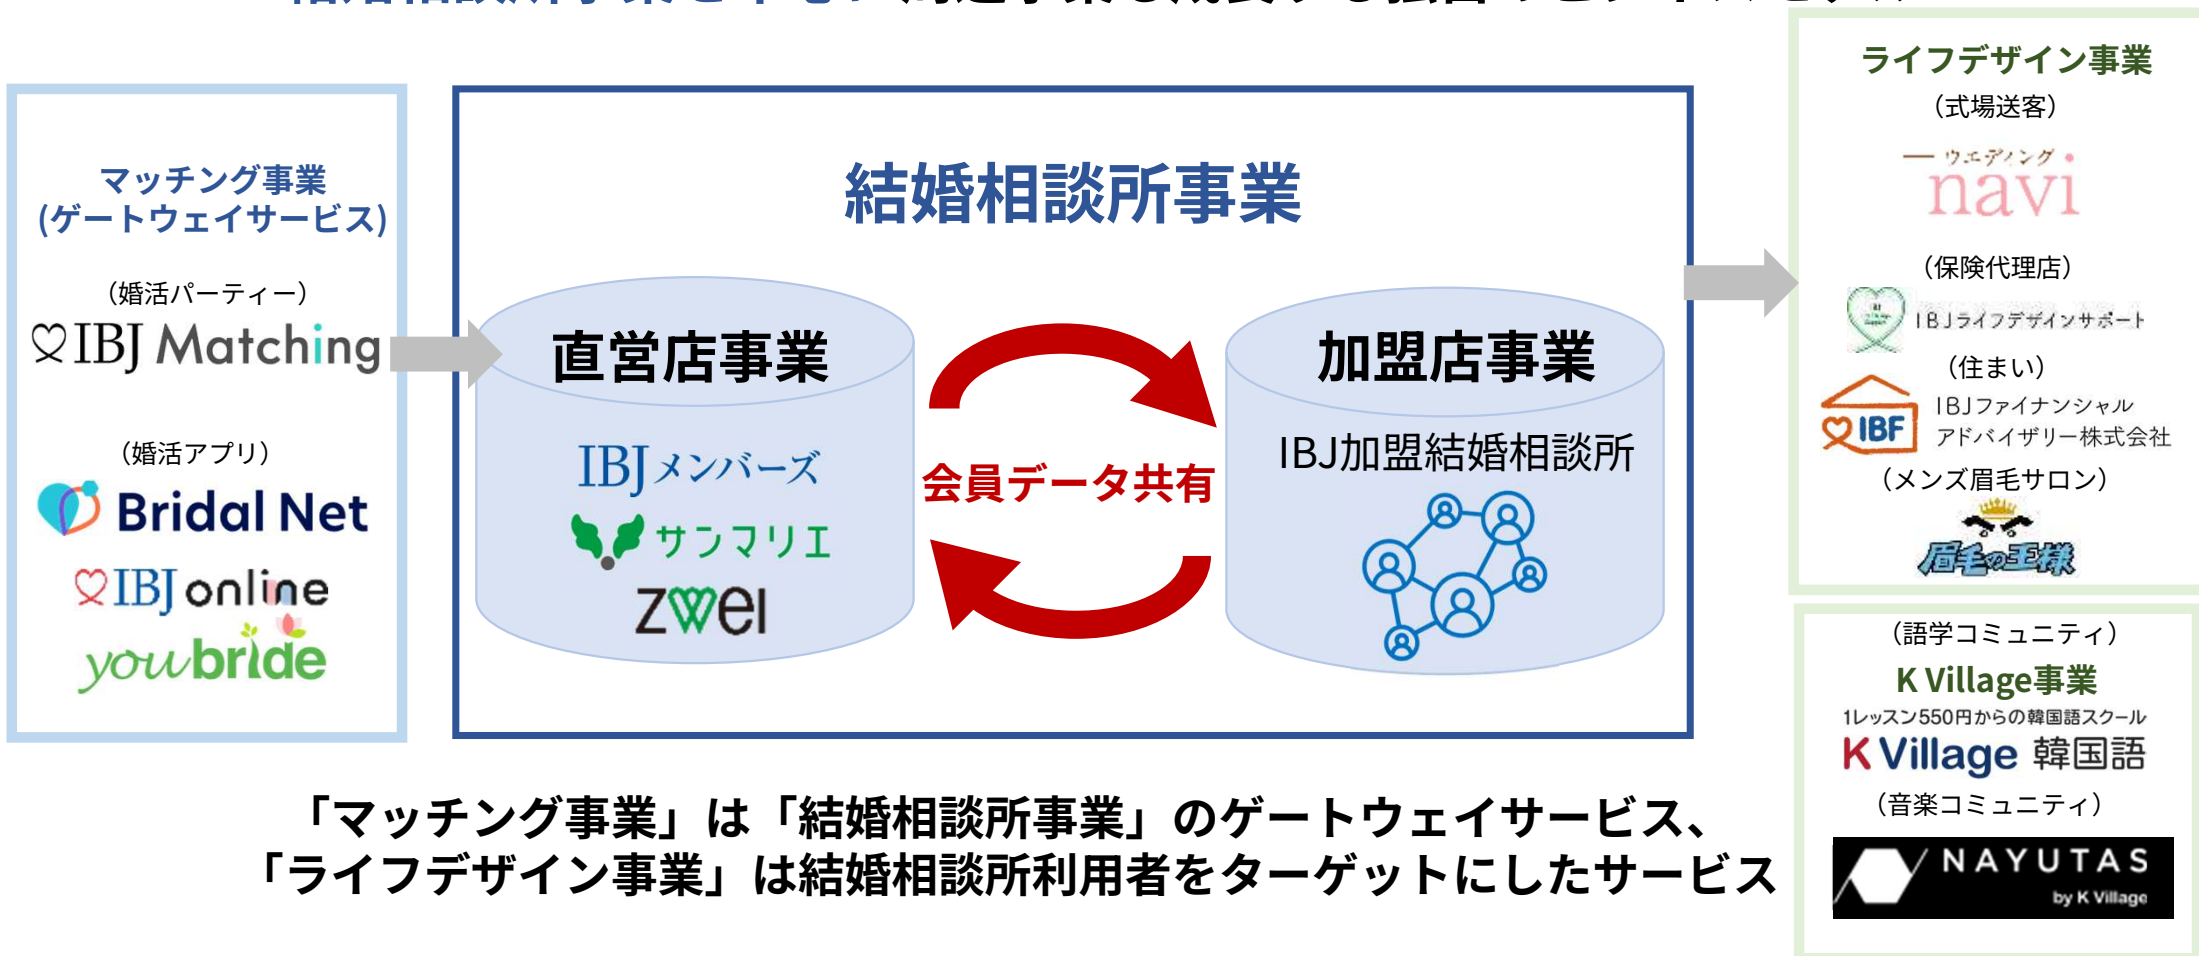 マッチング事業
(ゲートウェイサービス)
（婚活パーティー）
IBJ Matching
（婚活アプリ）
Bridal Net
IBJ online
youbride
結婚相談所事業
直営店事業
IBJメンバーズ
サンマリエ
zwei
会員データ共有
加盟店事業
IBJ加盟結婚相談所
ライフデザイン事業
（式場送客）
ウエディング
navi
（保険代理店）
IBJライフデザインサポート
（住まい）
IBF
IBJファイナンシャル
アドバイザリー株式会社
（メンズ眉毛サロン）
眉毛の王様
（語学コミュニティ）
K Village事業
1レッスン550円からの韓国語スクール
K Village 韓国語
（音楽コミュニティ）
NAYUTAS
by K Village
「マッチング事業」は「結婚相談所事業」のゲートウェイサービス、
「ライフデザイン事業」は結婚相談所利用者をターゲットにしたサービス